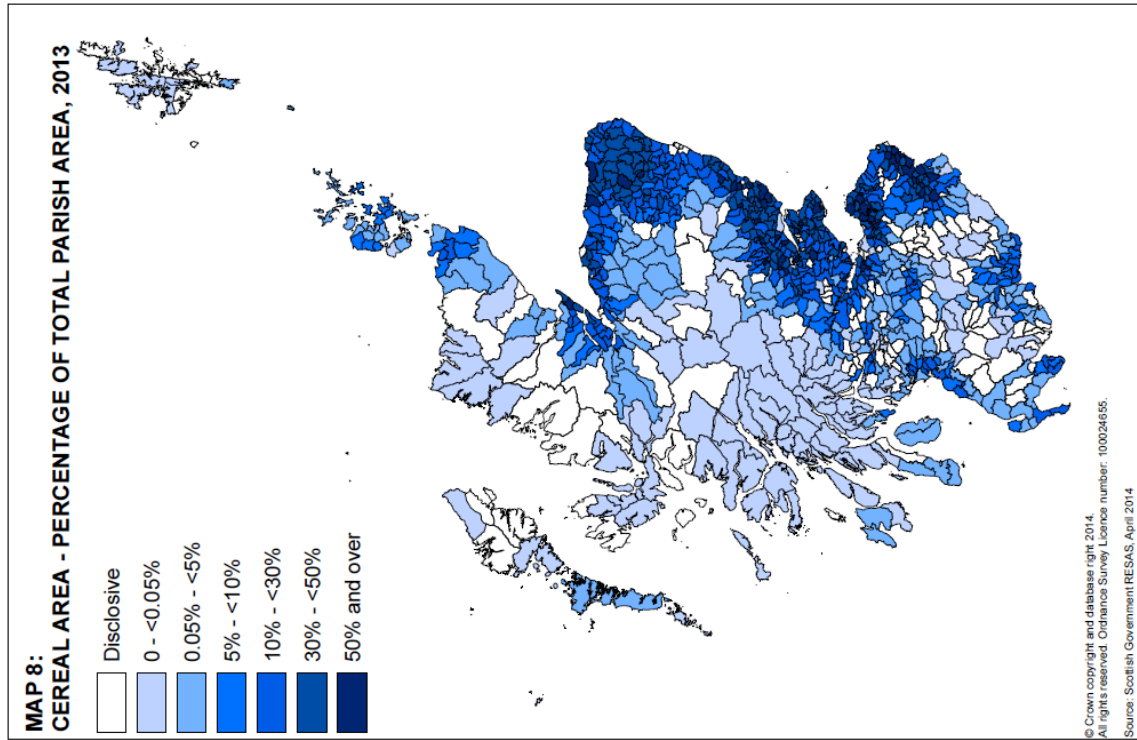 MAP 8:
CEREAL AREA - PERCENTAGE OF TOTAL PARISH AREA, 2013
Disclosive
0 - <0.05%
0.05% - <5%
5% - <10%
10% - <30%
30% - <50%
50% and over
© Crown copyright and database right 2014.
All rights reserved. Ordnance Survey Licence number: 100024655.
Source: Scottish Government RESAS, April 2014